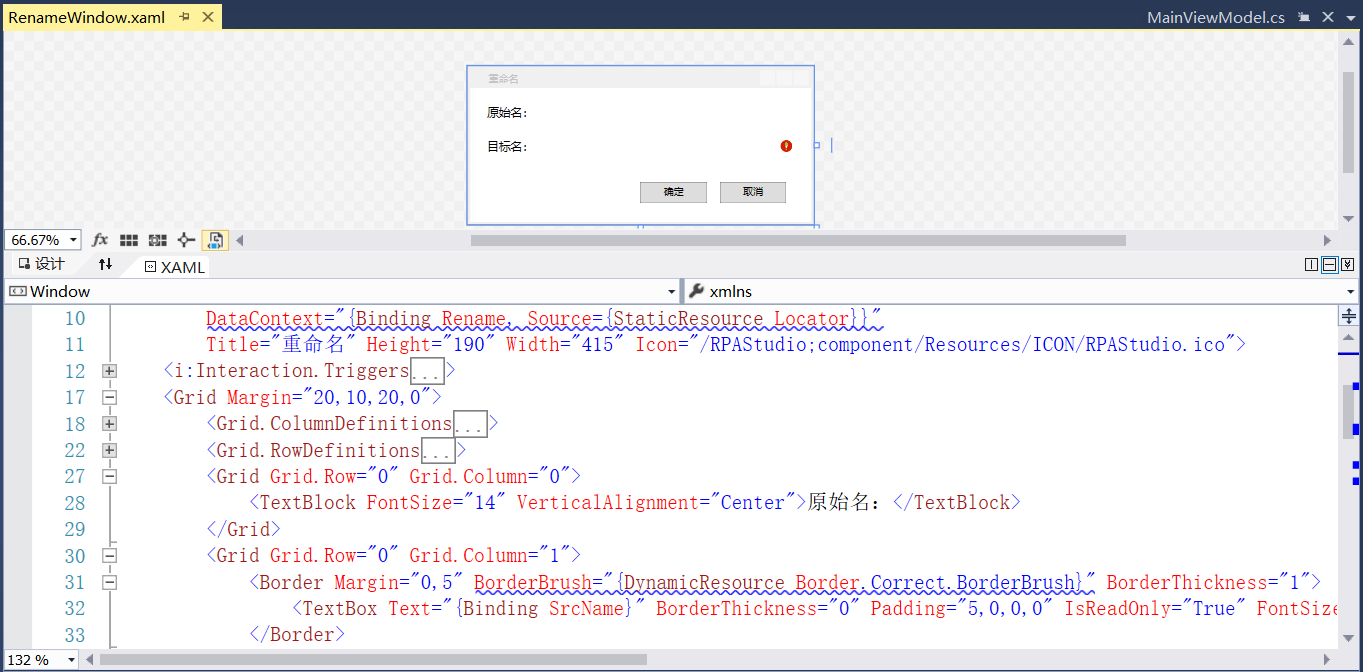 RenameWindow.xaml
MainViewModel.cs
重命名
原始名：
目标名：
确定
取消
66.67%
fx
设计
XAML
Window
xmlns
10 DataContext="{Binding Rename, Source={StaticResource Locator}}"
11 Title="重命名" Height="190" Width="415" Icon="/RPAStudio;component/Resources/ICON/RPAStudio.ico">
12 <i:Interaction.Triggers...>
17 <Grid Margin="20,10,20,0">
18 <Grid.ColumnDefinitions...>
22 <Grid.RowDefinitions...>
27 <Grid Grid.Row="0" Grid.Column="0">
28 <TextBlock FontSize="14" VerticalAlignment="Center">原始名：</TextBlock>
29 </Grid>
30 <Grid Grid.Row="0" Grid.Column="1">
31 <Border Margin="0,5" BorderBrush="{DynamicResource Border.Correct.BorderBrush}" BorderThickness="1">
32 <TextBox Text="{Binding SrcName}" BorderThickness="0" Padding="5,0,0,0" IsReadOnly="True" FontSize
33 </Border>
132 %